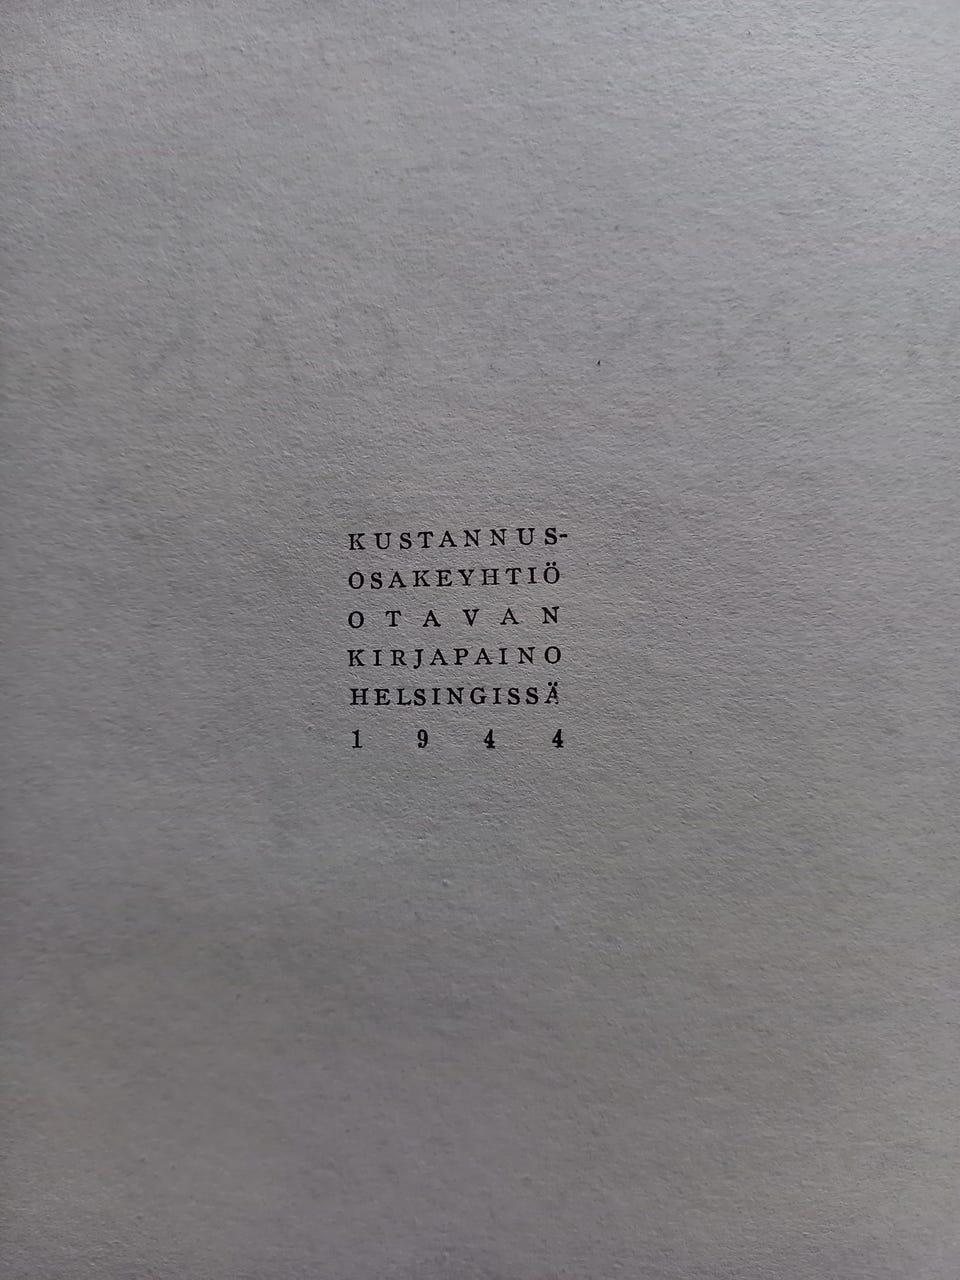 KUSTANNUS-
OSAKEYHTIÖ
OTAVAN
KIRJAPAINO
HELSINGISSÄ
1944